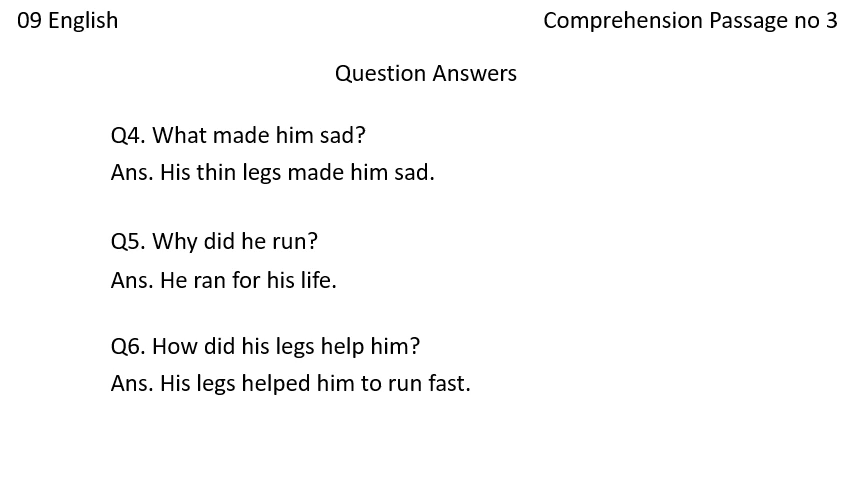 09 English
Comprehension Passage no 3
Question Answers
Q4. What made him sad?
Ans. His thin legs made him sad.
Q5. Why did he run?
Ans. He ran for his life.
Q6. How did his legs help him?
Ans. His legs helped him to run fast.